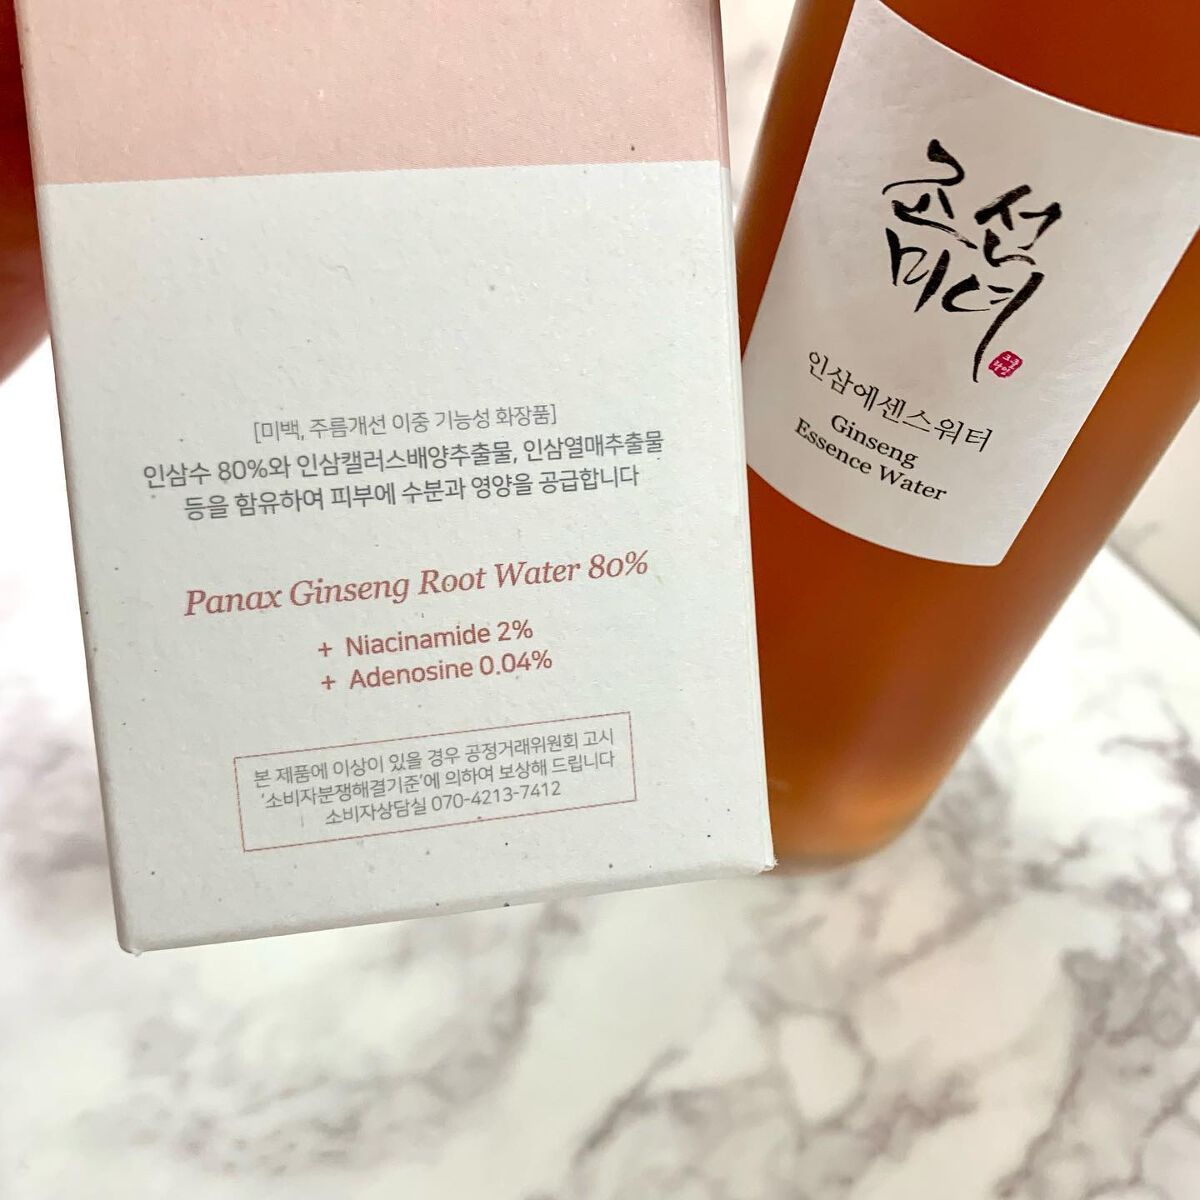 [미백, 주름개선 이중 기능성 화장품]
인삼수 80%와 인삼캘러스배양추출물, 인삼열매추출물
등을 함유하여 피부에 수분과 영양을 공급합니다
Panax Ginseng Root Water 80%
+ Niacinamide 2%
+ Adenosine 0.04%
본 제품에 이상이 있을 경우 공정거래위원회 고시
'소비자분쟁해결기준'에 의하여 보상해 드립니다
소비자상담실 070-4213-7412
조선
미녀
인삼에센스워터
Ginseng
Essence Water